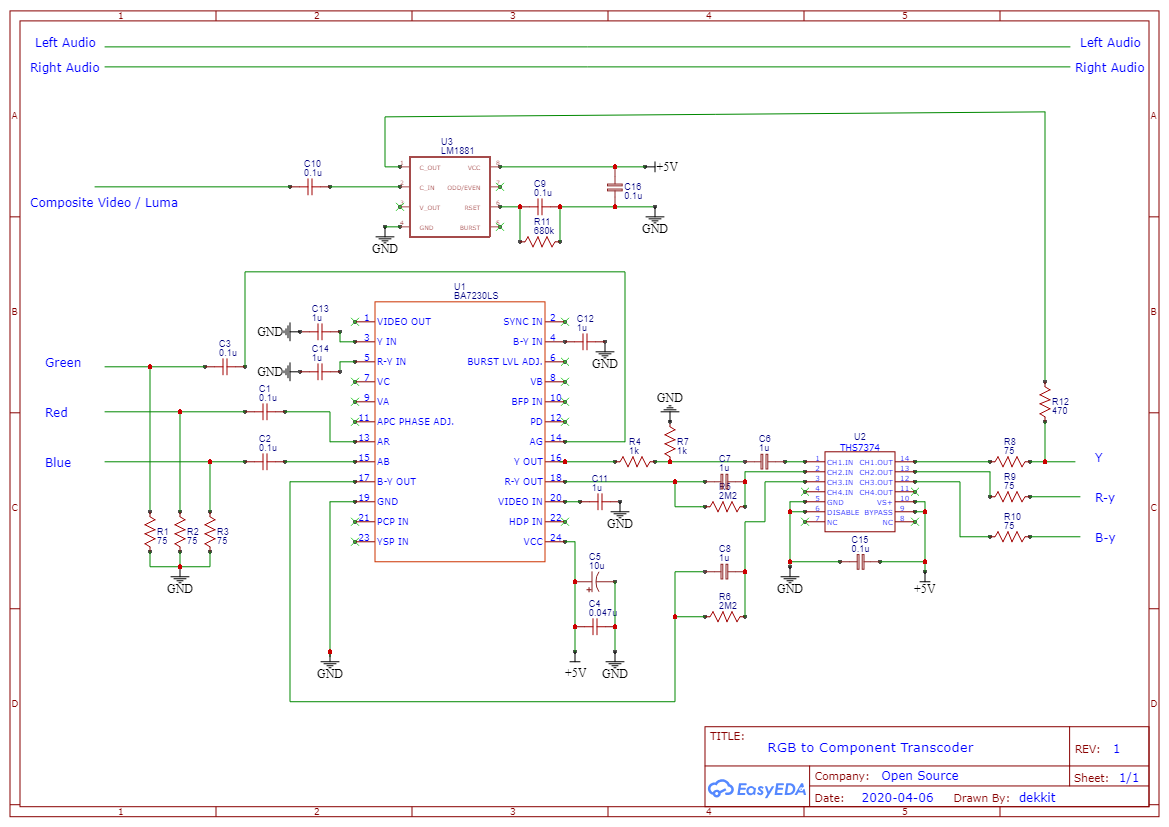 1 2 3 4 5
Left Audio Left Audio
Right Audio Right Audio
A A
U3
LM1881
C_OUT VCC
C_IN ODD/EVEN
V_OUT RSET
GND BURST
1 8
2 7
3 6
4 5
C10
0.1u
Composite Video / Luma
+5V
C16
0.1u
C9
0.1u
R11
680k
GND
GND
B B
U1
BA7230LS
1 VIDEO OUT SYNC IN 2
3 Y IN B-Y IN 4
5 R-Y IN BURST LVL ADJ. 6
7 VC VB 8
9 VA BFP IN 10
11 APC PHASE ADJ. PD 12
13 AR AG 14
15 AB Y OUT 16
17 B-Y OUT R-Y OUT 18
19 GND VIDEO IN 20
21 PCP IN HDP IN 22
23 YSP IN VCC 24
C13
1u
GND
C14
1u
GND
C12
1u
GND
Green
C3
0.1u
Red
C1
0.1u
Blue
C2
0.1u
R1
75
R2
75
R3
75
GND
GND
GND
R4
1k
R7
1k
C6
1u
C7
1u
R5
2M2
C11
1u
GND
C8
1u
R6
2M2
C5
10u
+
C4
0.047u
+5V
GND
C C
U2
THS7374
1 CH1.IN CH1.OUT 14
2 CH2.IN CH2.OUT 13
3 CH3.IN CH3.OUT 12
4 CH4.IN CH4.OUT 11
5 GND VS+ 10
6 DISABLE BYPASS 9
7 NC NC 8
C15
0.1u
GND
+5V
R12
470
R8
75
Y
R9
75
R-y
R10
75
B-y
D D
TITLE:
RGB to Component Transcoder
REV: 1
EasyEDA
Company: Open Source
Sheet: 1/1
Date: 2020-04-06 Drawn By: dekkit
1 2 3 4 5